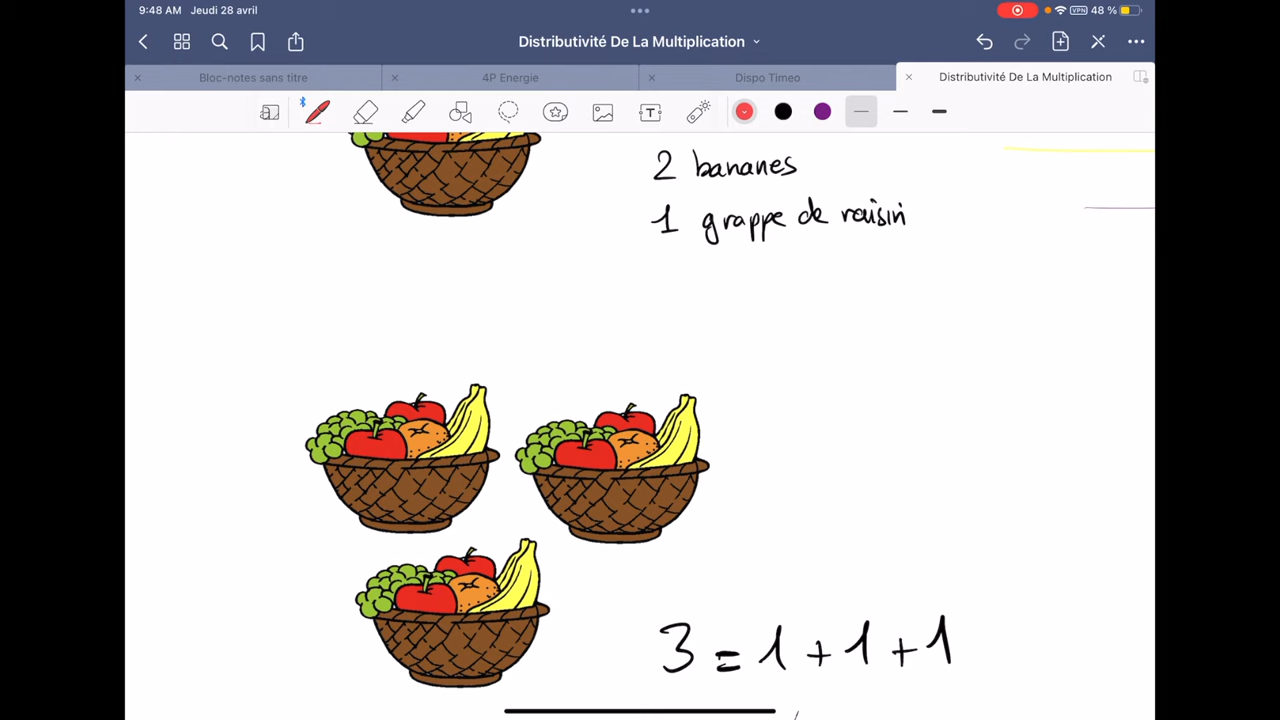 9:48 AM Jeudi 28 avril
VPN 48 %
Distributivité De La Multiplication
Bloc-notes sans titre
4P Energie
Dispo Timeo
Distributivité De La Multiplication
T
2 bananes
1 grappe de raisin
3 = 1 + 1 + 1